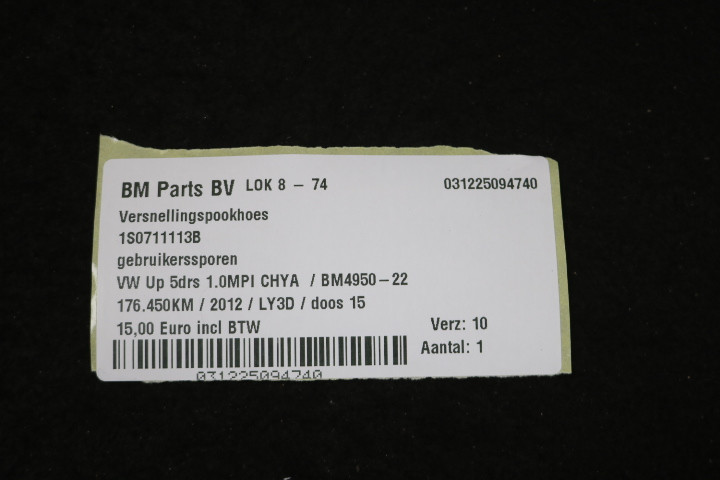 BM Parts BV LOK 8 - 74 031225094740
Versnellingspookhoes
1S0711113B
gebruikerssporen
VW Up 5drs 1.0MPI CHYA / BM4950-22
176.450KM / 2012 / LY3D / doos 15
15,00 Euro incl BTW Verz: 10
Aantal: 1
031225094740